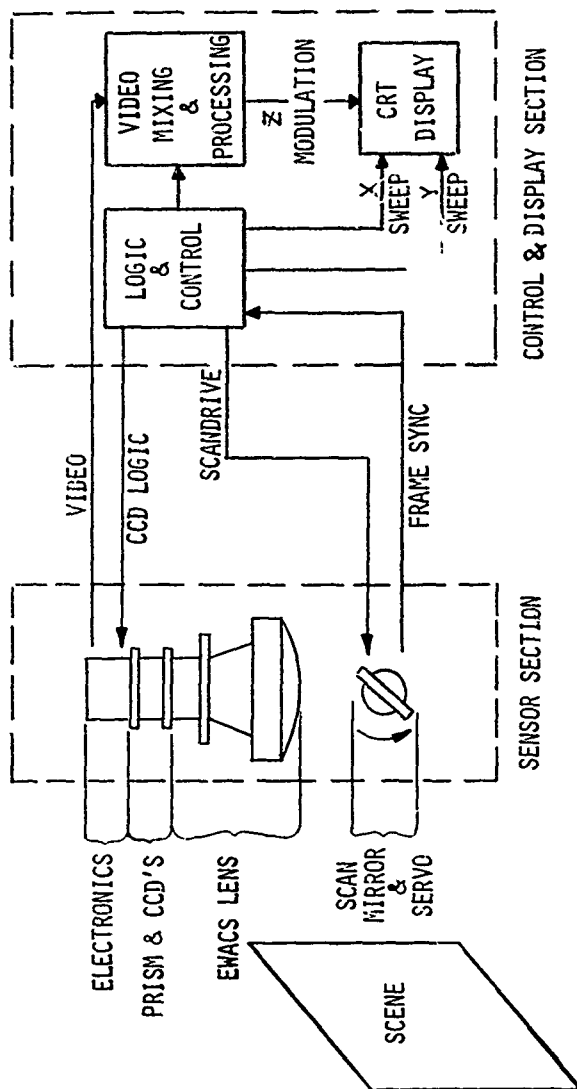 ELECTRONICS
PRISM & CCD'S
EWACS LENS
SCAN
MIRROR
&
SERVO
SCENE
SENSOR SECTION
VIDEO
CCD LOGIC
SCANDRIVE
FRAME SYNC
LOGIC
&
CONTROL
VIDEO
MIXING
&
PROCESSING
Z
MODULATION
X
SWEEP
Y
SWEEP
CRT
DISPLAY
CONTROL & DISPLAY SECTION